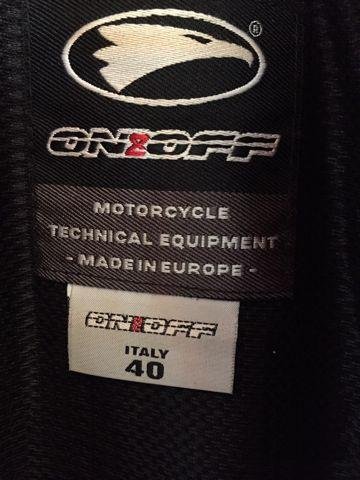 ®
ON2OFF
MOTORCYCLE
TECHNICAL EQUIPMENT
- MADE IN EUROPE -
ON2OFF
ITALY
40